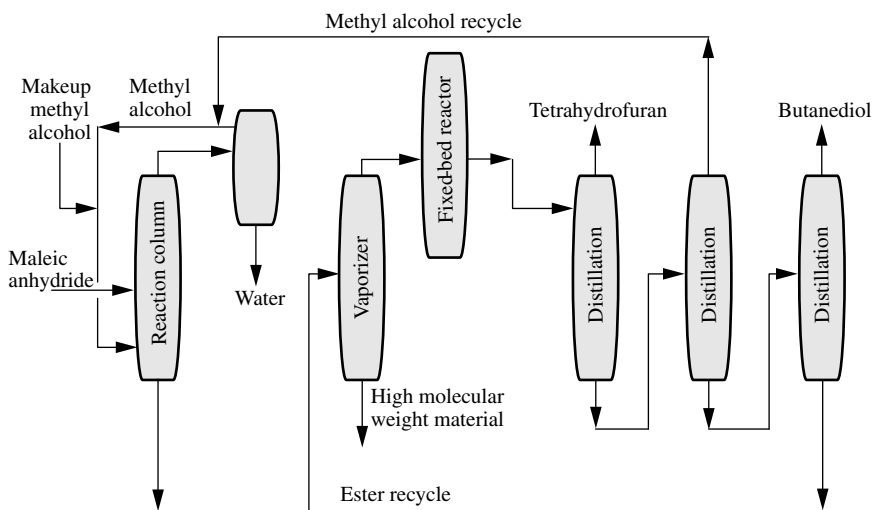 Methyl alcohol recycle
Makeup
methyl
alcohol
Methyl
alcohol
Fixed-bed reactor
Tetrahydrofuran
Butanediol
Maleic
anhydride
Reaction column
Water
Vaporizer
Distillation
Distillation
Distillation
High molecular
weight material
Ester recycle